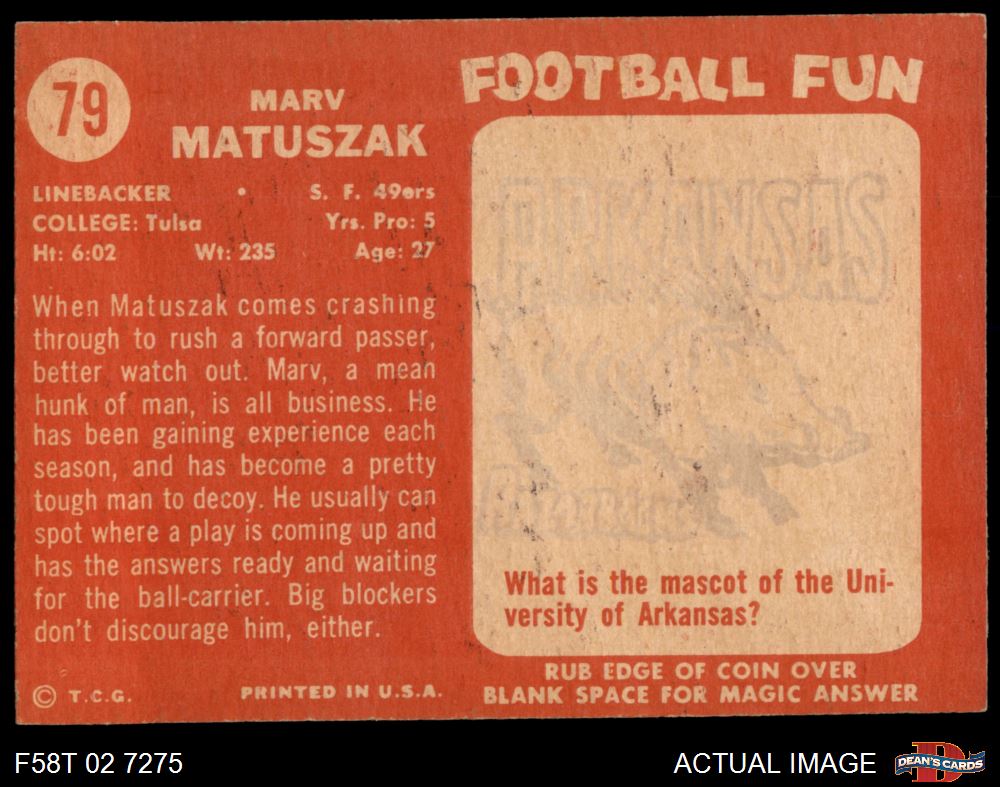 79
MARV
MATUSZAK
LINEBACKER • S. F. 49ers
COLLEGE: Tulsa Yrs. Pro: 5
Ht: 6:02 Wt: 235 Age: 27
When Matuszak comes crashing
through to rush a forward passer,
better watch out. Marv, a mean
hunk of man, is all business. He
has been gaining experience each
season, and has become a pretty
tough man to decoy. He usually can
spot where a play is coming up and
has the answers ready and waiting
for the ball-carrier. Big blockers
don't discourage him, either.
© T.C.G. PRINTED IN U.S.A.
FOOTBALL FUN
ARKANSAS
What is the mascot of the Uni-
versity of Arkansas?
RUB EDGE OF COIN OVER
BLANK SPACE FOR MAGIC ANSWER
F58T 02 7275
ACTUAL IMAGE
D
DEAN'S CARDS